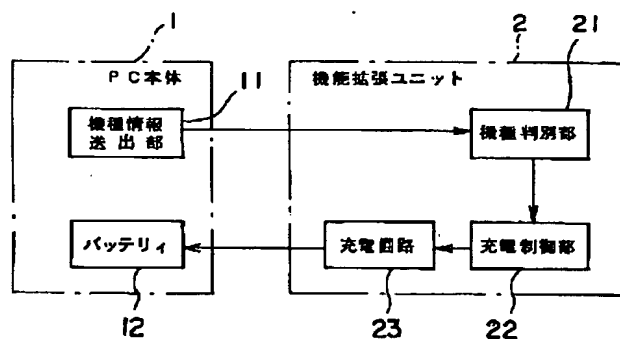 1
2
21
PC本体
11
機能拡張ユニット
機種情報
送出部
機種判別部
バッテリィ
充電回路
充電制御部
12
23
22